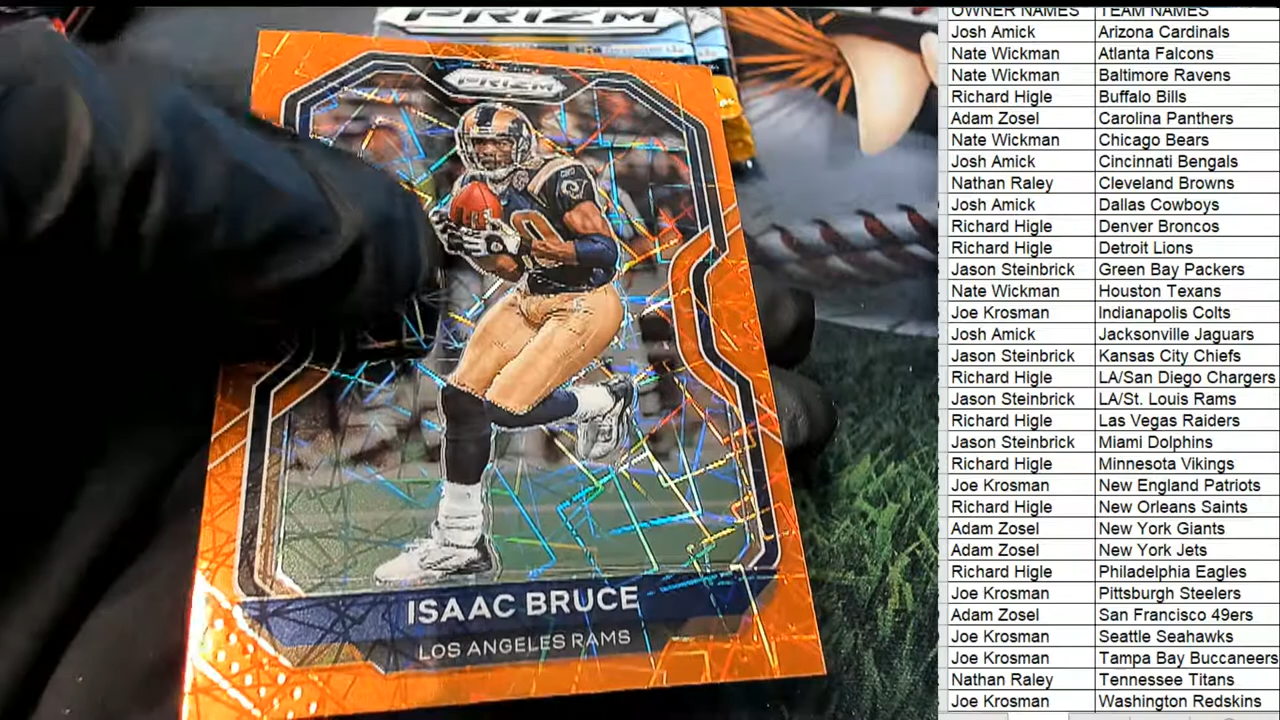 PRIZM
PRIZM
ISAAC BRUCE
LOS ANGELES RAMS
OWNER NAMES TEAM NAMES
Josh Amick Arizona Cardinals
Nate Wickman Atlanta Falcons
Nate Wickman Baltimore Ravens
Richard Higle Buffalo Bills
Adam Zosel Carolina Panthers
Nate Wickman Chicago Bears
Josh Amick Cincinnati Bengals
Nathan Raley Cleveland Browns
Josh Amick Dallas Cowboys
Richard Higle Denver Broncos
Richard Higle Detroit Lions
Jason Steinbrick Green Bay Packers
Nate Wickman Houston Texans
Joe Krosman Indianapolis Colts
Josh Amick Jacksonville Jaguars
Jason Steinbrick Kansas City Chiefs
Richard Higle LA/San Diego Chargers
Jason Steinbrick LA/St. Louis Rams
Richard Higle Las Vegas Raiders
Jason Steinbrick Miami Dolphins
Richard Higle Minnesota Vikings
Joe Krosman New England Patriots
Richard Higle New Orleans Saints
Adam Zosel New York Giants
Adam Zosel New York Jets
Richard Higle Philadelphia Eagles
Joe Krosman Pittsburgh Steelers
Adam Zosel San Francisco 49ers
Joe Krosman Seattle Seahawks
Joe Krosman Tampa Bay Buccaneers
Nathan Raley Tennessee Titans
Joe Krosman Washington Redskins